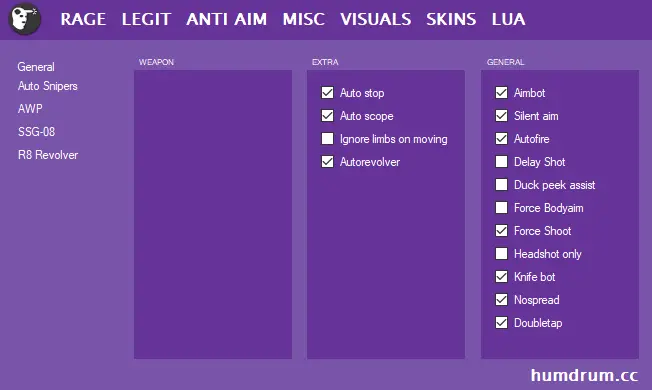 RAGE LEGIT ANTI AIM MISC VISUALS SKINS LUA
General
Auto Snipers
AWP
SSG-08
R8 Revolver
WEAPON
EXTRA
Auto stop
Auto scope
Ignore limbs on moving
Autorevolver
GENERAL
Aimbot
Silent aim
Autofire
Delay Shot
Duck peek assist
Force Bodyaim
Force Shoot
Headshot only
Knife bot
Nospread
Doubletap
humdrum.cc